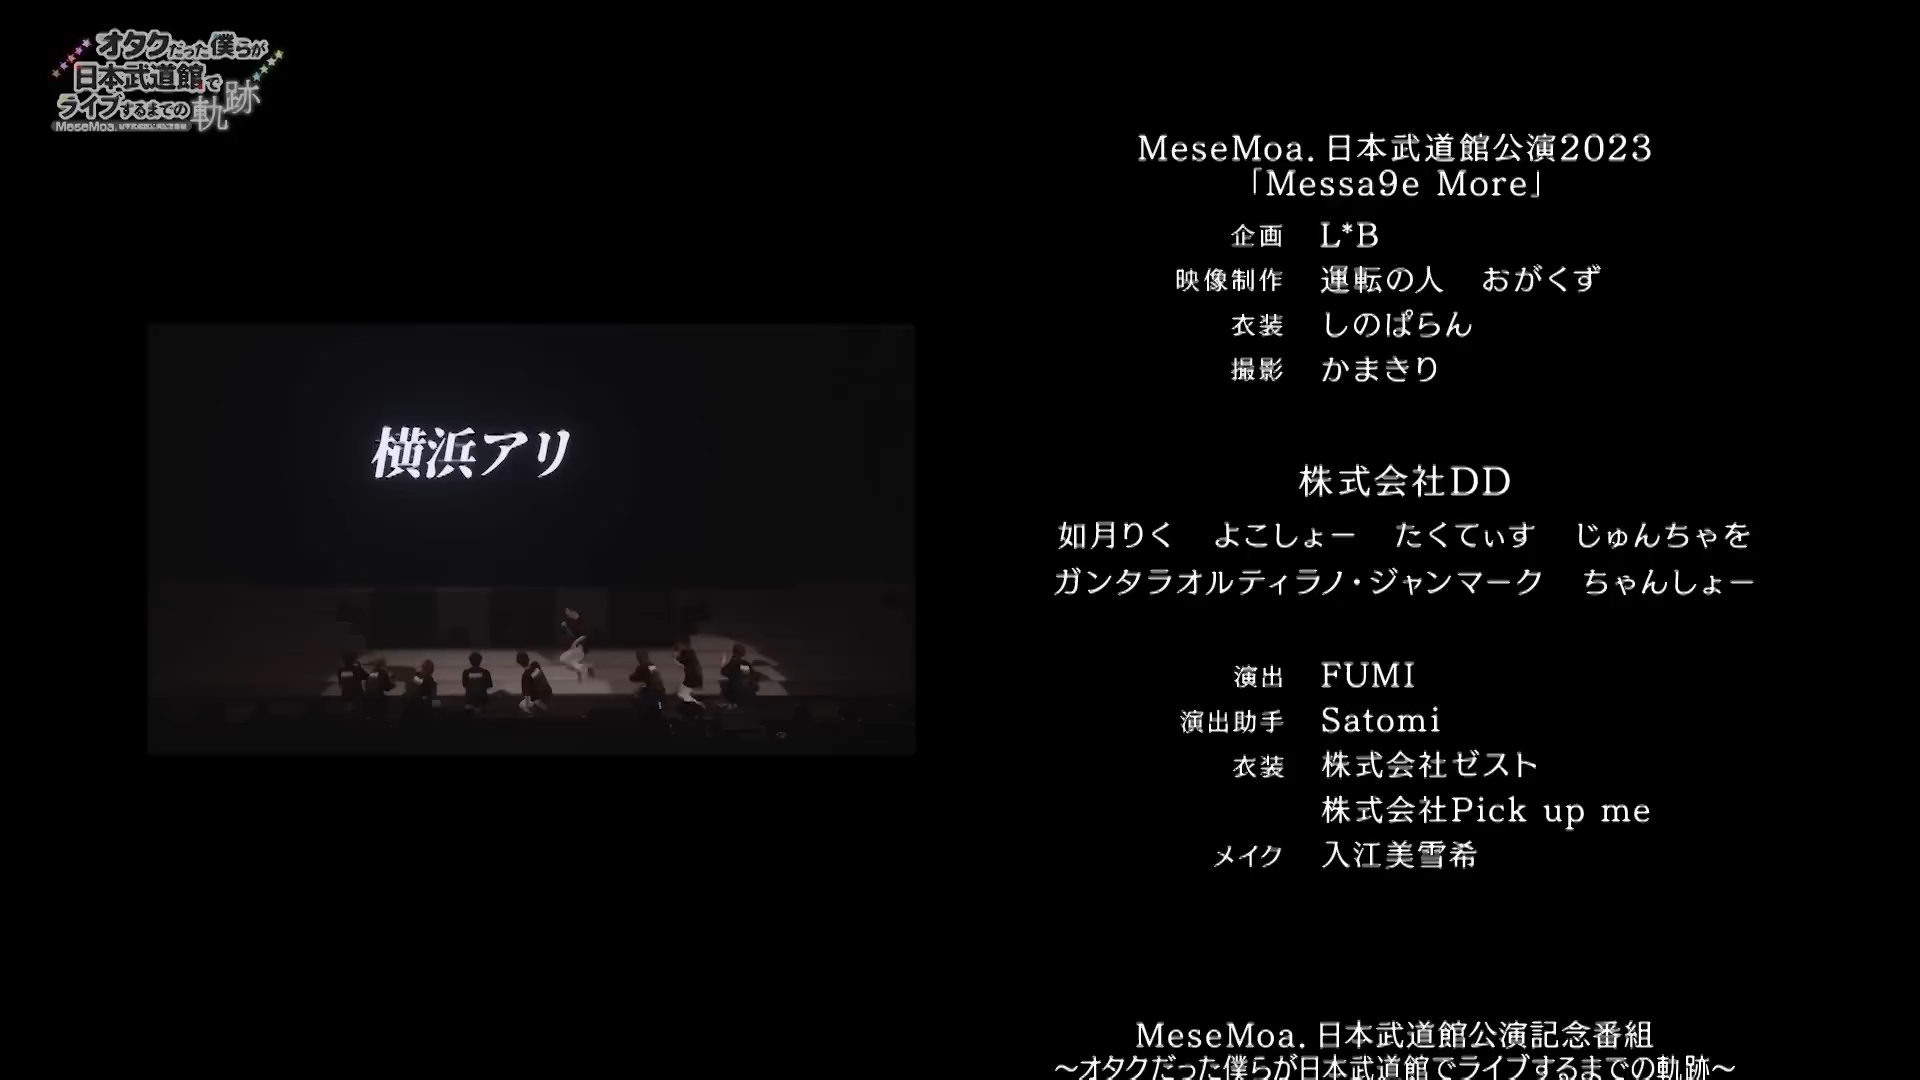 オタクだった僕らが
日本武道館で
ライブするまでの軌跡
MeseMoa.
横浜アリ
MeseMoa. 日本武道館公演2023
「Messa9e More」
企画 L*B
映像制作 運転の人 おがくず
衣装 しのぱらん
撮影 かまきり
株式会社DD
如月りく よこしょー たくてぃす じゅんちゃを
ガンタラオルティラノ・ジャンマーク ちゃんしょー
演出 FUMI
演出助手 Satomi
衣装 株式会社ゼスト
株式会社Pick up me
メイク 入江美雪希
MeseMoa. 日本武道館公演記念番組
～オタクだった僕らが日本武道館でライブするまでの軌跡～